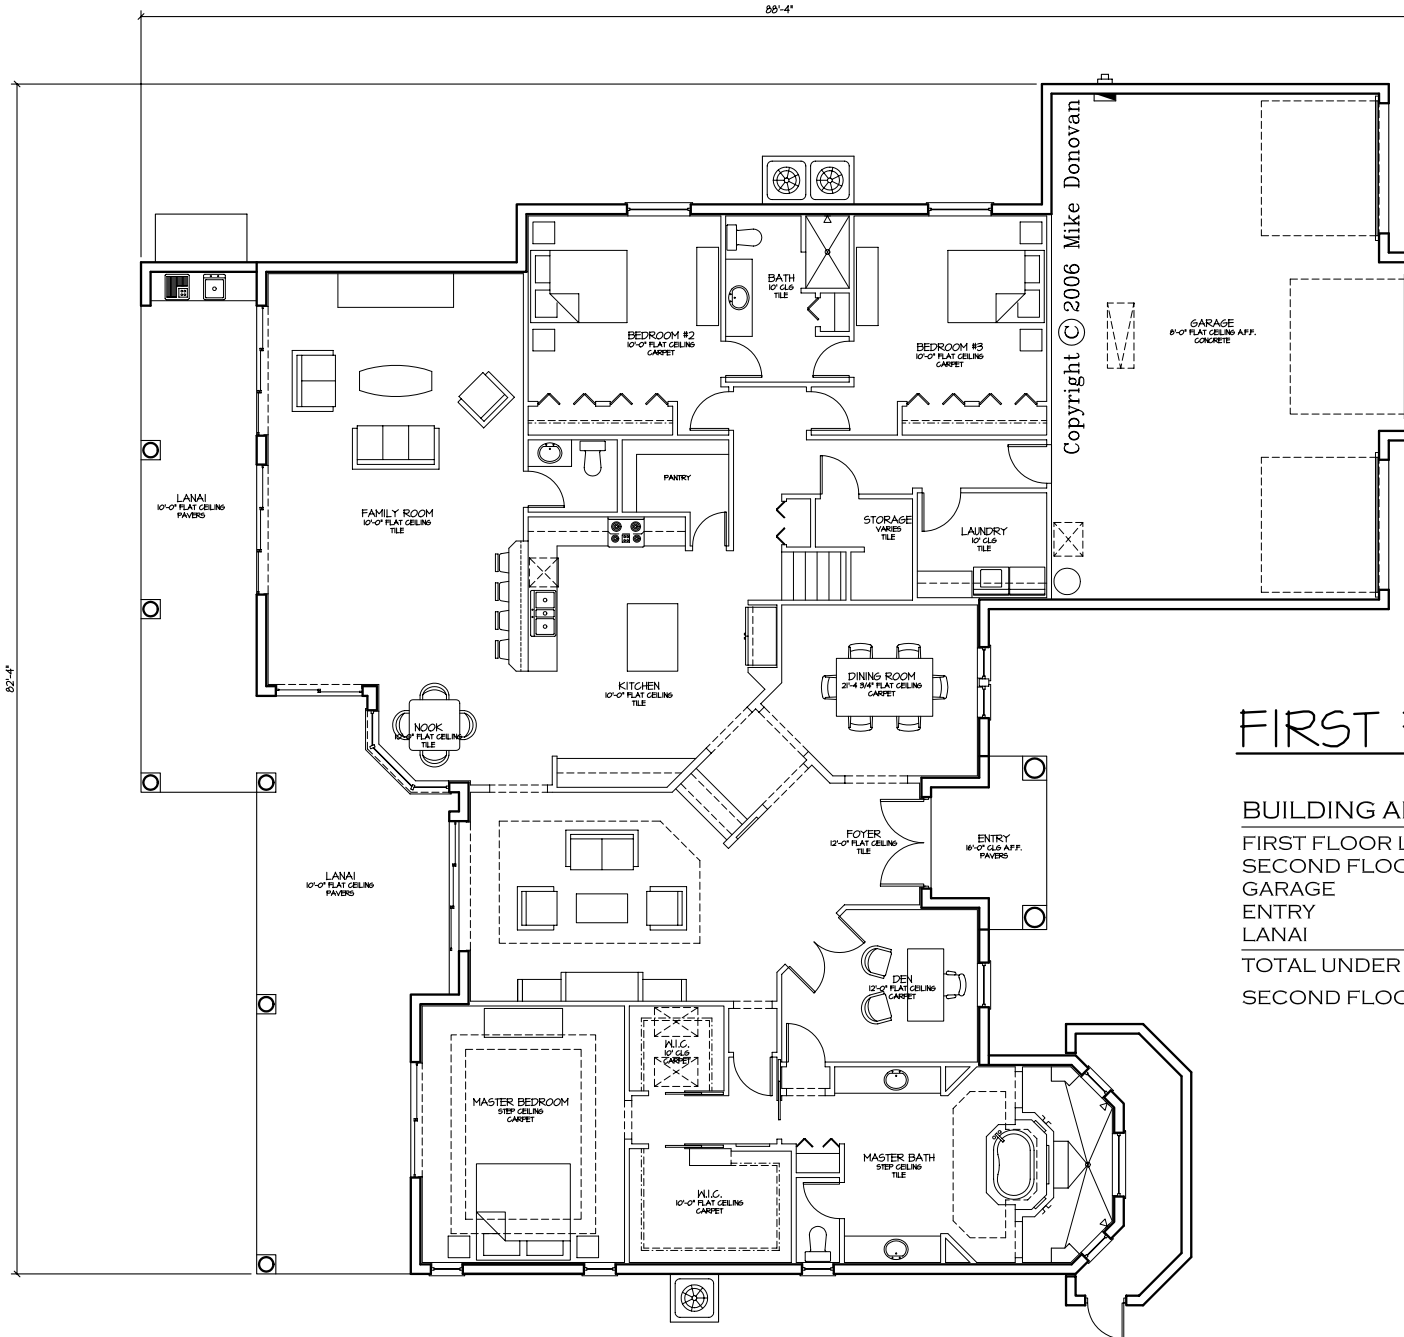 88'-4"
82'-4"
Copyright © 2006 Mike Donovan
BATH
10' CLG
TILE
BEDROOM #2
10'-0" FLAT CEILING
CARPET
BEDROOM #3
10'-0" FLAT CEILING
CARPET
GARAGE
8'-0" FLAT CEILING A.F.F.
CONCRETE
LANAI
10'-0" FLAT CEILING
PAVERS
FAMILY ROOM
10'-0" FLAT CEILING
TILE
PANTRY
STORAGE
VARIES
TILE
LAUNDRY
10' CLG
TILE
KITCHEN
10'-0" FLAT CEILING
TILE
DINING ROOM
21'-4 3/4" FLAT CEILING
CARPET
NOOK
10'-0" FLAT CEILING
TILE
FOYER
12'-0" FLAT CEILING
TILE
ENTRY
16'-0" CLG A.F.F.
PAVERS
LANAI
10'-0" FLAT CEILING
PAVERS
DEN
12'-0" FLAT CEILING
CARPET
W.I.C.
10' CLG
CARPET
MASTER BEDROOM
STEP CEILING
CARPET
MASTER BATH
STEP CEILING
TILE
W.I.C.
10'-0" FLAT CEILING
CARPET
FIRST
BUILDING A
FIRST FLOOR L
SECOND FLOO
GARAGE
ENTRY
LANAI
TOTAL UNDER
SECOND FLOO